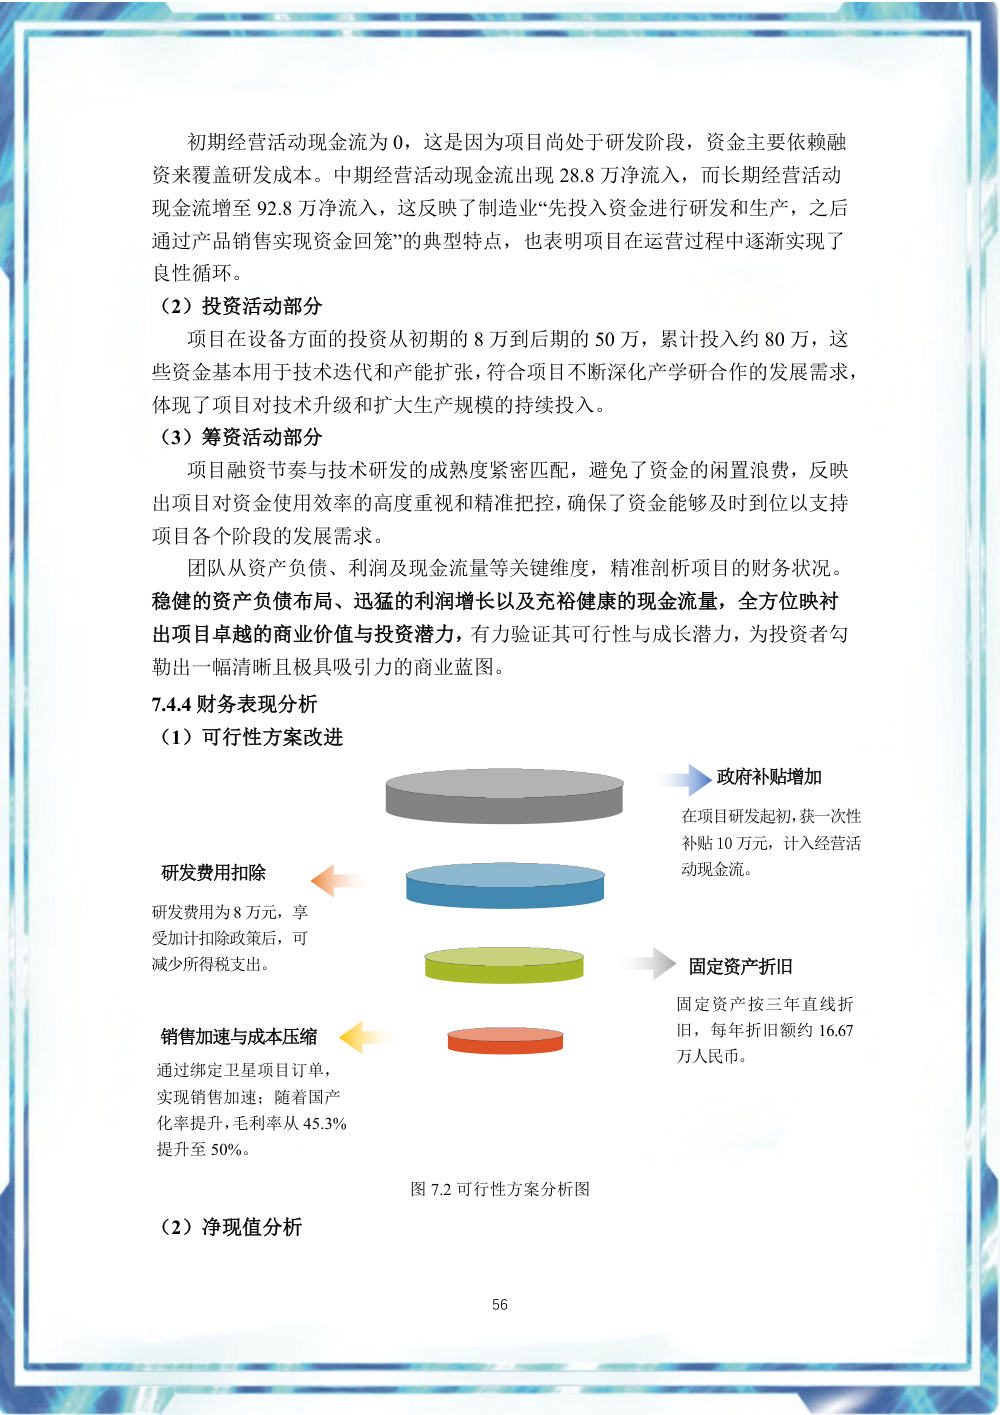 初期经营活动现金流为 0，这是因为项目尚处于研发阶段，资金主要依赖融
资来覆盖研发成本。中期经营活动现金流出现 28.8 万净流入，而长期经营活动
现金流增至 92.8 万净流入，这反映了制造业“先投入资金进行研发和生产，之后
通过产品销售实现资金回笼”的典型特点，也表明项目在运营过程中逐渐实现了
良性循环。
（2）投资活动部分
项目在设备方面的投资从初期的 8 万到后期的 50 万，累计投入约 80 万，这
些资金基本用于技术迭代和产能扩张，符合项目不断深化产学研合作的发展需求，
体现了项目对技术升级和扩大生产规模的持续投入。
（3）筹资活动部分
项目融资节奏与技术研发的成熟度紧密匹配，避免了资金的闲置浪费，反映
出项目对资金使用效率的高度重视和精准把控，确保了资金能够及时到位以支持
项目各个阶段的发展需求。
团队从资产负债、利润及现金流量等关键维度，精准剖析项目的财务状况。
稳健的资产负债布局、迅猛的利润增长以及充裕健康的现金流量，全方位映衬
出项目卓越的商业价值与投资潜力，有力验证其可行性与成长潜力，为投资者勾
勒出一幅清晰且极具吸引力的商业蓝图。
7.4.4 财务表现分析
（1）可行性方案改进
政府补贴增加
在项目研发起初，获一次性
补贴 10 万元，计入经营活
动现金流。
研发费用扣除
研发费用为 8 万元，享
受加计扣除政策后，可
减少所得税支出。
固定资产折旧
固定资产按三年直线折
旧，每年折旧额约 16.67
万人民币。
销售加速与成本压缩
通过绑定卫星项目订单，
实现销售加速；随着国产
化率提升，毛利率从 45.3%
提升至 50%。
图 7.2 可行性方案分析图
（2）净现值分析
56